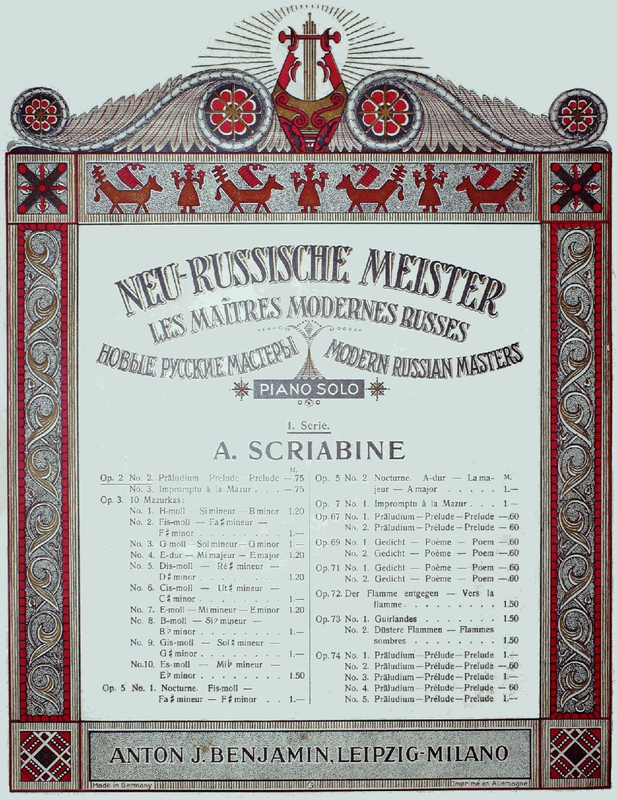 NEU-RUSSISCHE MEISTER
LES MAÎTRES MODERNES RUSSES
НОВЫЕ РУССКИЕ МАСТЕРЫ
MODERN RUSSIAN MASTERS
PIANO SOLO
I. Serie.
A. SCRIABINE
M.
Op. 2 No. 2. Präludium Prélude Prelude — .75
No. 3. Impromptu à la Mazur . . . — .75
Op. 3. 10 Mazurkas:
No. 1. H-moll — Si mineur — B minor 1.20
No. 2. Fis-moll — Fa♯ mineur —
F♯ minor . . . . . . . 1.—
No. 3. G moll — Sol mineur — G minor 1.—
No. 4. E-dur — Mi majeur — E major 1.20
No. 5. Dis-moll — Ré♯ mineur —
D♯ minor . . . . . . . 1.20
No. 6. Cis-moll — Ut♯ mineur —
C♯ minor . . . . . . . 1.—
No. 7. E-moll — Mi mineur — E minor 1.20
No. 8. B-moll — Si♭ mineur —
B♭ minor . . . . . . . 1.—
No. 9. Gis-moll — Sol♯ mineur —
G♯ minor . . . . . . . 1.—
No. 10. Es-moll — Mi♭ mineur —
E♭ minor . . . . . . . 1.50
Op. 5 No. 1. Nocturne. Fis-moll —
Fa♯ mineur — F♯ minor . . 1.—
Op. 5 No. 2. Nocturne. A-dur — La ma- M.
jeur — A major . . . . . 1.—
Op. 7 No. 1. Impromptu à la Mazur . . . 1.—
Op. 67 No. 1. Präludium — Prélude — Prelude — .60
No. 2. Präludium — Prélude — Prelude — 60
Op. 69 No. 1. Gedicht — Poème — Poem — .60
No. 2. Gedicht — Poème — Poem — .60
Op. 71 No. 1. Gedicht — Poème — Poem — .60
No. 2. Gedicht — Poème — Poem — .60
Op. 72. Der Flamme entgegen — Vers la
flamme . . . . . . . . . 1.50
Op. 73 No. 1. Guirlandes . . . . . . . 1.50
No. 2. Düstere Flammen — Flammes
sombres . . . . . . . . 1.50
Op. 74 No. 1. Präludium — Prélude — Prelude 1.—
No. 2. Präludium — Prélude — Prelude — .60
No. 3. Präludium — Prélude — Prelude 1.—
No. 4. Präludium — Prélude — Prelude — 60
No. 5. Präludium — Prélude — Prelude 1.—
ANTON J. BENJAMIN, LEIPZIG-MILANO
Made in Germany
Imprimé en Allemagne